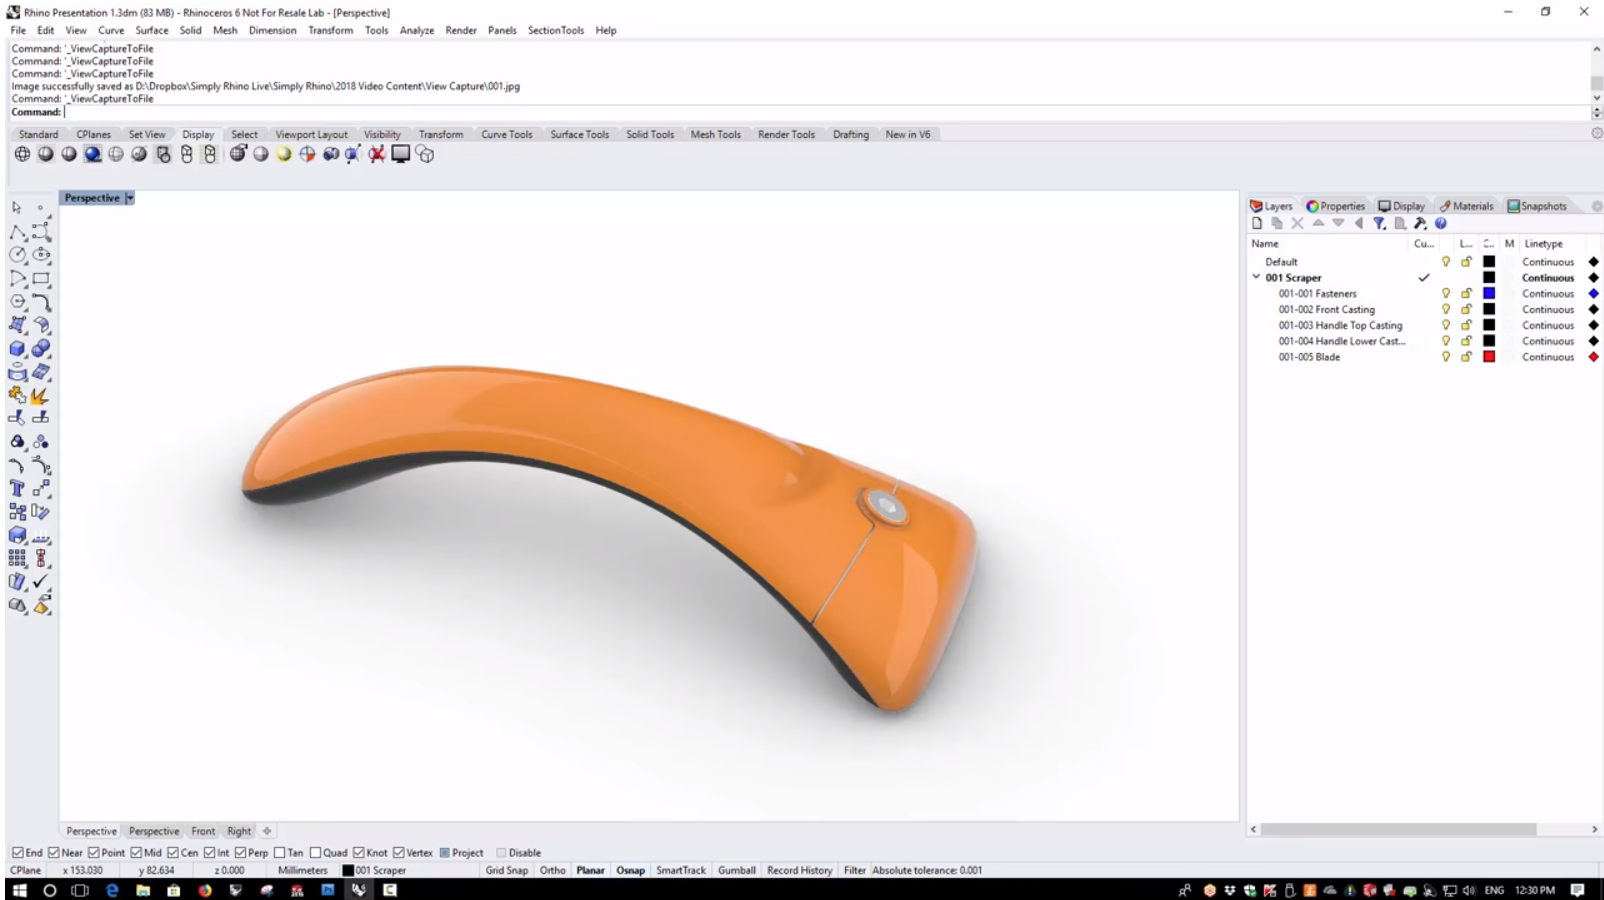 Rhino Presentation 1.3dm (83 MB) - Rhinoceros 6 Not For Resale Lab - [Perspective]
File Edit View Curve Surface Solid Mesh Dimension Transform Tools Analyze Render Panels SectionTools Help
Command: '_ViewCaptureToFile
Command: '_ViewCaptureToFile
Command: '_ViewCaptureToFile
Image successfully saved as D:\Dropbox\Simply Rhino Live\Simply Rhino\2018 Video Content\View Capture\001.jpg
Command: '_ViewCaptureToFile
Command:
Standard CPlanes Set View Display Select Viewport Layout Visibility Transform Curve Tools Surface Tools Solid Tools Mesh Tools Render Tools Drafting New in V6
Perspective
Layers Properties Display Materials Snapshots
Name Cu... L... C... M Linetype
Default Continuous
001 Scraper Continuous
001-001 Fasteners Continuous
001-002 Front Casting Continuous
001-003 Handle Top Casting Continuous
001-004 Handle Lower Cast... Continuous
001-005 Blade Continuous
Perspective Perspective Front Right
End Near Point Mid Cen Int Perp Tan Quad Knot Vertex Project Disable
CPlane x 153.030 y 82.634 z 0.000 Millimeters 001 Scraper Grid Snap Ortho Planar Osnap SmartTrack Gumball Record History Filter Absolute tolerance: 0.001
ENG 12:30 PM